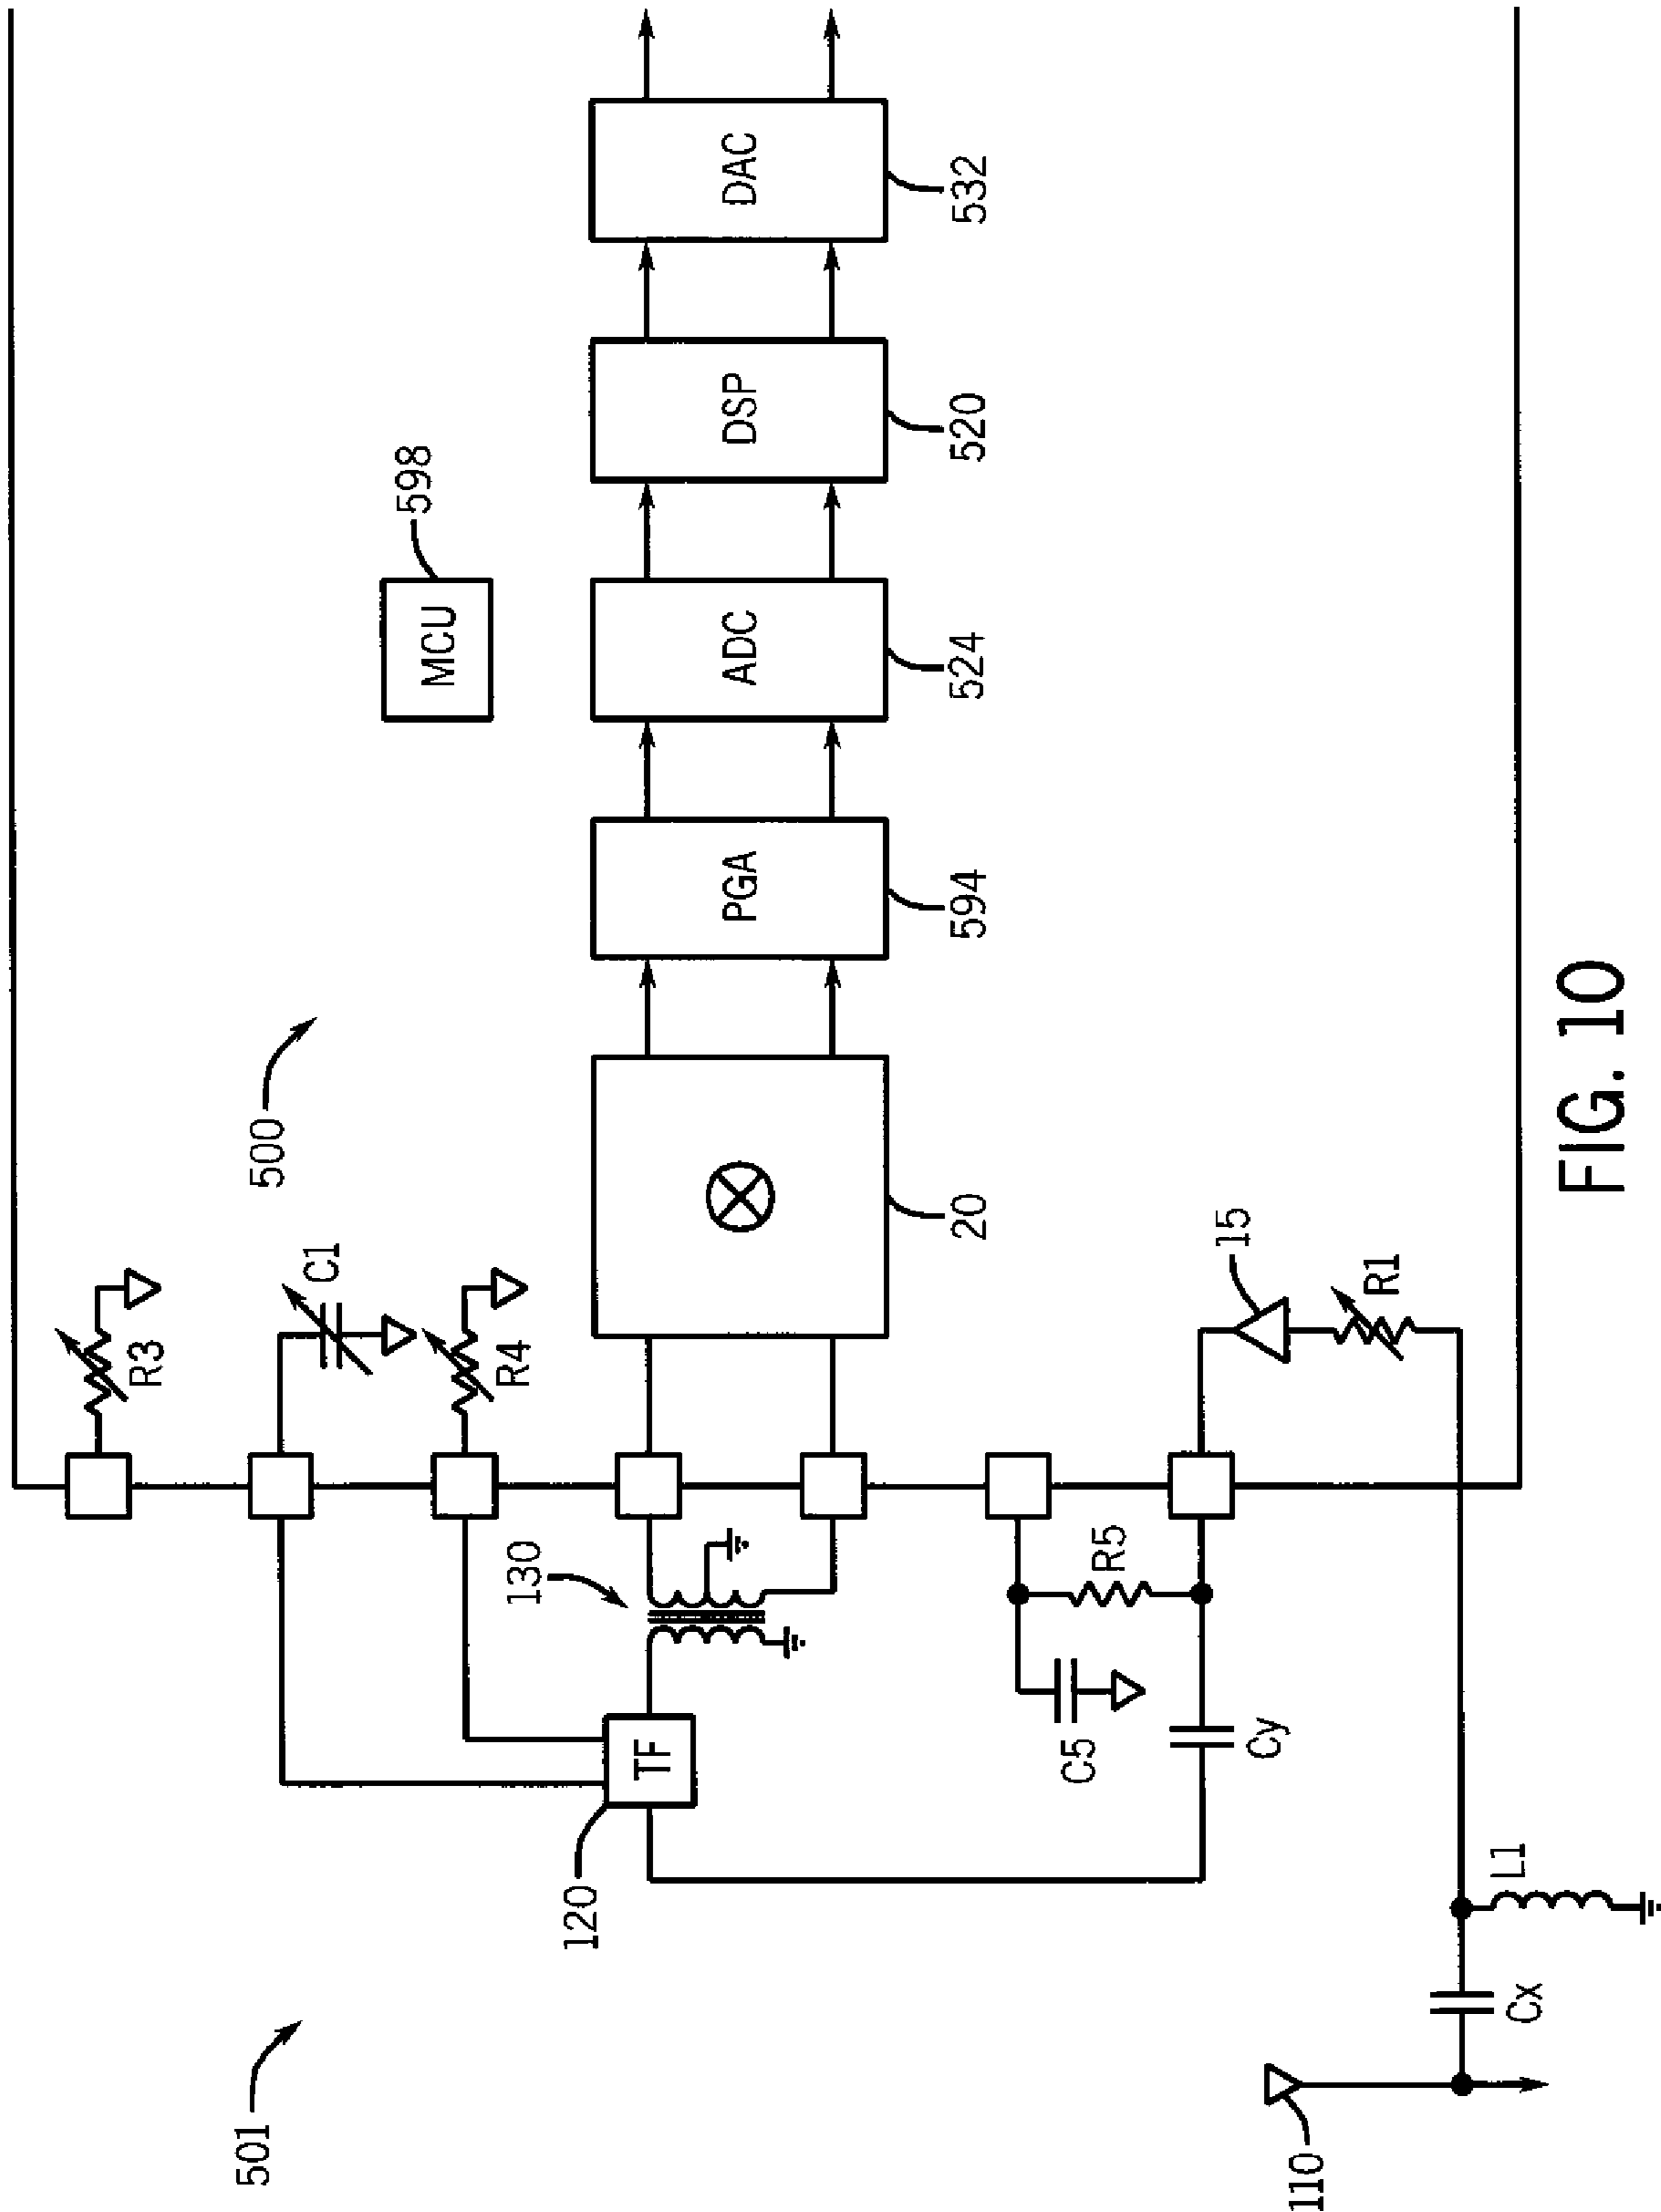 501
500
110
Cx
L1
120
TF
130
C5
Cy
R5
R3
C1
R4
15
R1
20
PGA
594
MCU
598
ADC
524
DSP
520
DAC
532
FIG. 10